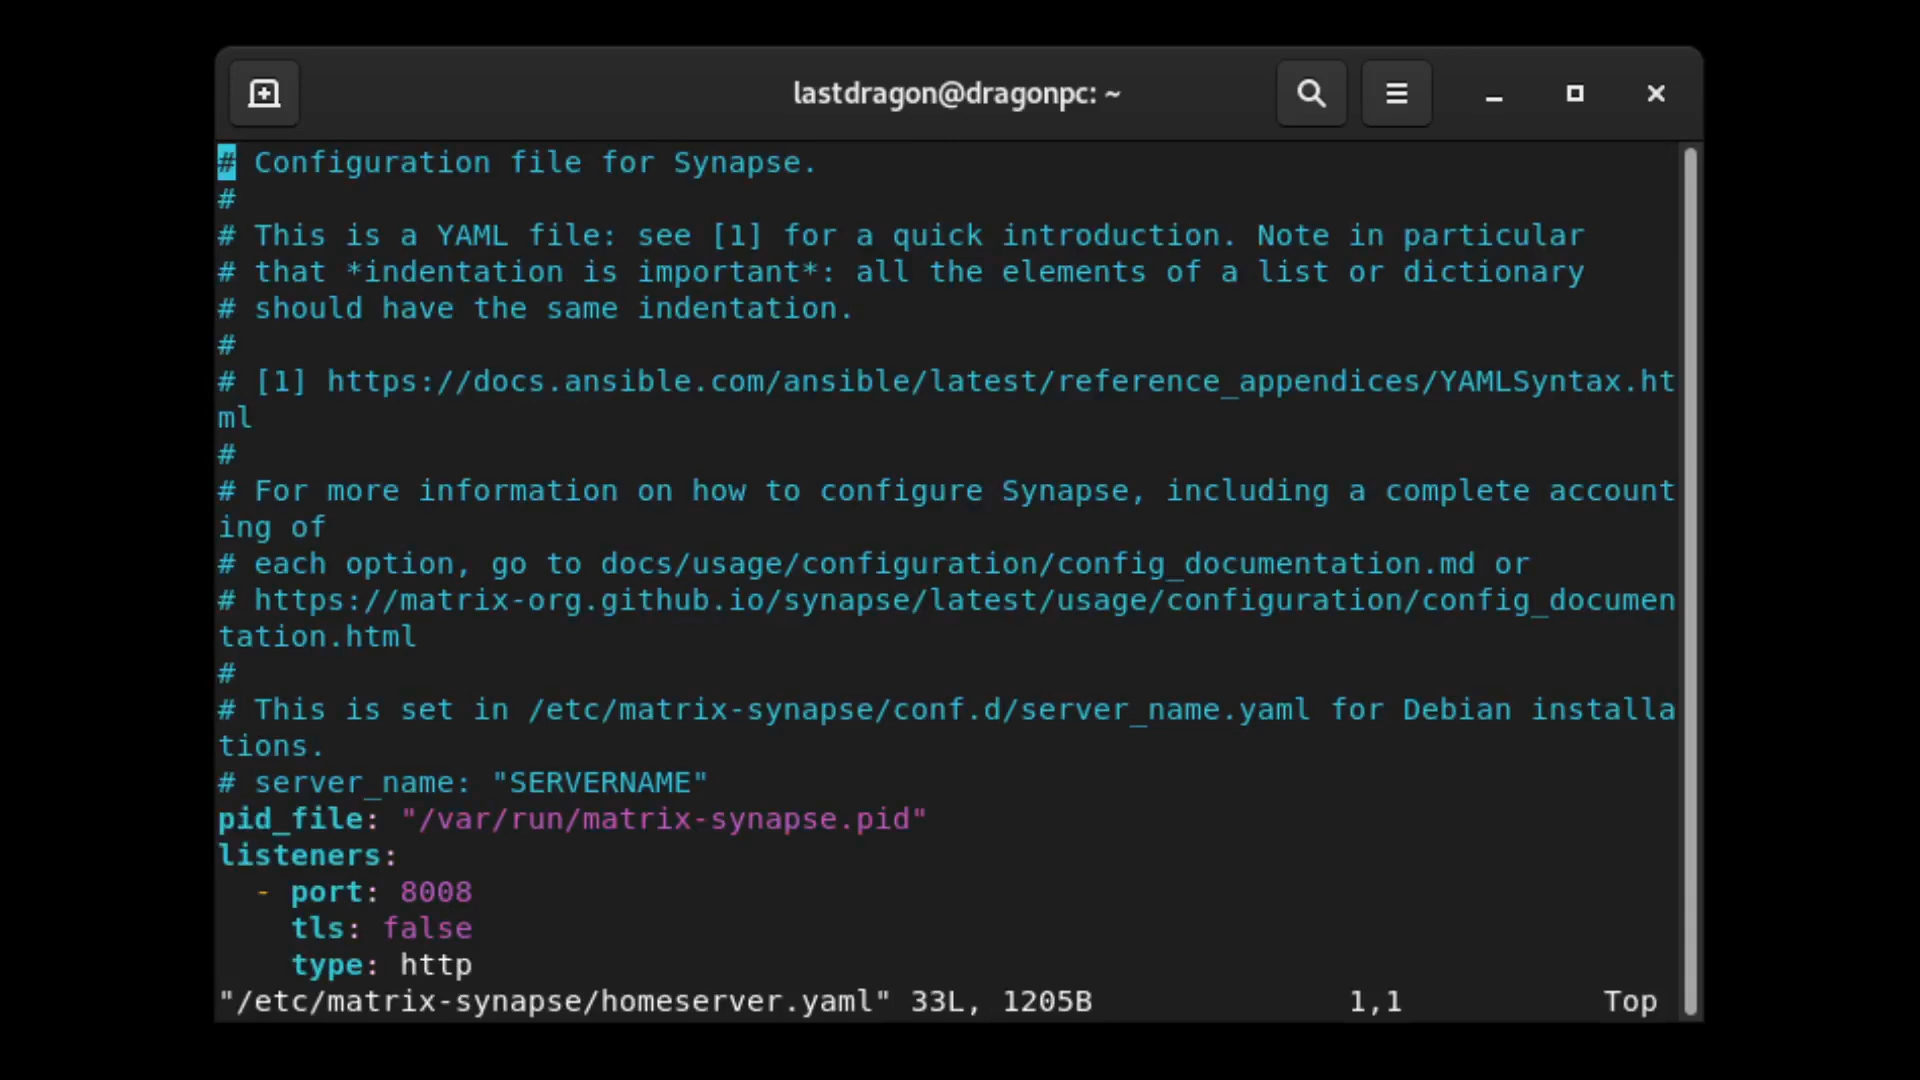 lastdragon@dragonpc: ~
# Configuration file for Synapse.
#
# This is a YAML file: see [1] for a quick introduction. Note in particular
# that *indentation is important*: all the elements of a list or dictionary
# should have the same indentation.
#
# [1] https://docs.ansible.com/ansible/latest/reference_appendices/YAMLSyntax.ht
ml
#
# For more information on how to configure Synapse, including a complete account
ing of
# each option, go to docs/usage/configuration/config_documentation.md or
# https://matrix-org.github.io/synapse/latest/usage/configuration/config_documen
tation.html
#
# This is set in /etc/matrix-synapse/conf.d/server_name.yaml for Debian installa
tions.
# server_name: "SERVERNAME"
pid_file: "/var/run/matrix-synapse.pid"
listeners:
  - port: 8008
    tls: false
    type: http
"/etc/matrix-synapse/homeserver.yaml" 33L, 1205B 1,1 Top